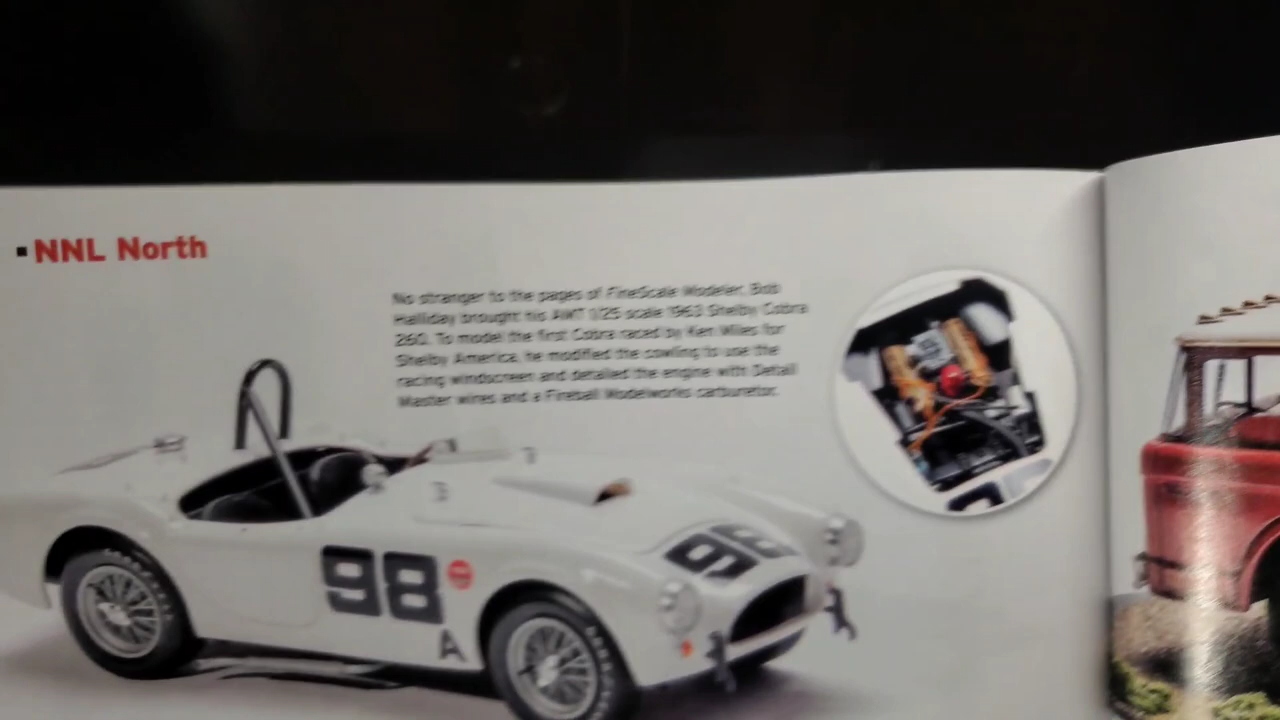 NNL North
No stranger to the pages of FineScale Modeler, Bob
Halliday brought his AMT 1/25 scale 1963 Shelby Cobra
260. To model the first Cobra raced by Ken Miles for
Shelby America, he modified the cowling to use the
racing windscreen and detailed the engine with Detail
Master wires and a Fireball Modelworks carburetor.
98
98
A